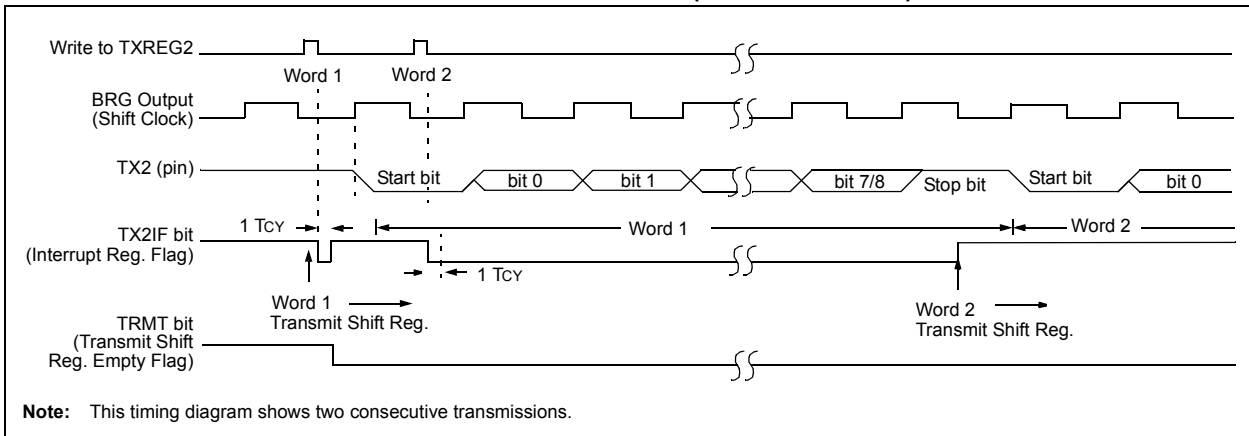 Write to TXREG2
Word 1
Word 2
BRG Output
(Shift Clock)
TX2 (pin)
Start bit
bit 0
bit 1
bit 7/8
Stop bit
Start bit
bit 0
1 TCY
TX2IF bit
(Interrupt Reg. Flag)
Word 1
Word 2
1 TCY
Word 1
Transmit Shift Reg.
Word 2
Transmit Shift Reg.
TRMT bit
(Transmit Shift
Reg. Empty Flag)
Note: This timing diagram shows two consecutive transmissions.